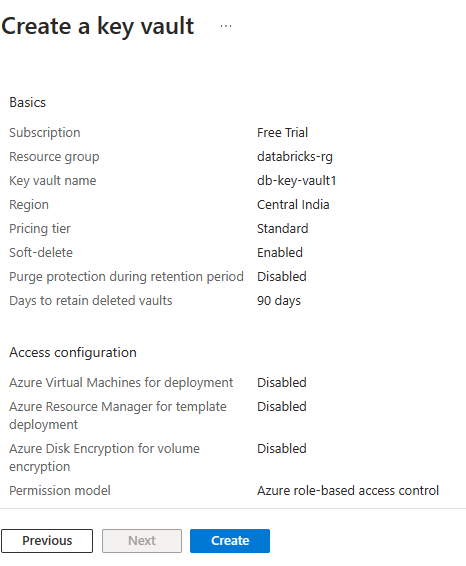 Create a key vault ...
Basics
Subscription Free Trial
Resource group databricks-rg
Key vault name db-key-vault1
Region Central India
Pricing tier Standard
Soft-delete Enabled
Purge protection during retention period Disabled
Days to retain deleted vaults 90 days
Access configuration
Azure Virtual Machines for deployment Disabled
Azure Resource Manager for template Disabled
deployment
Azure Disk Encryption for volume Disabled
encryption
Permission model Azure role-based access control
Previous Next Create